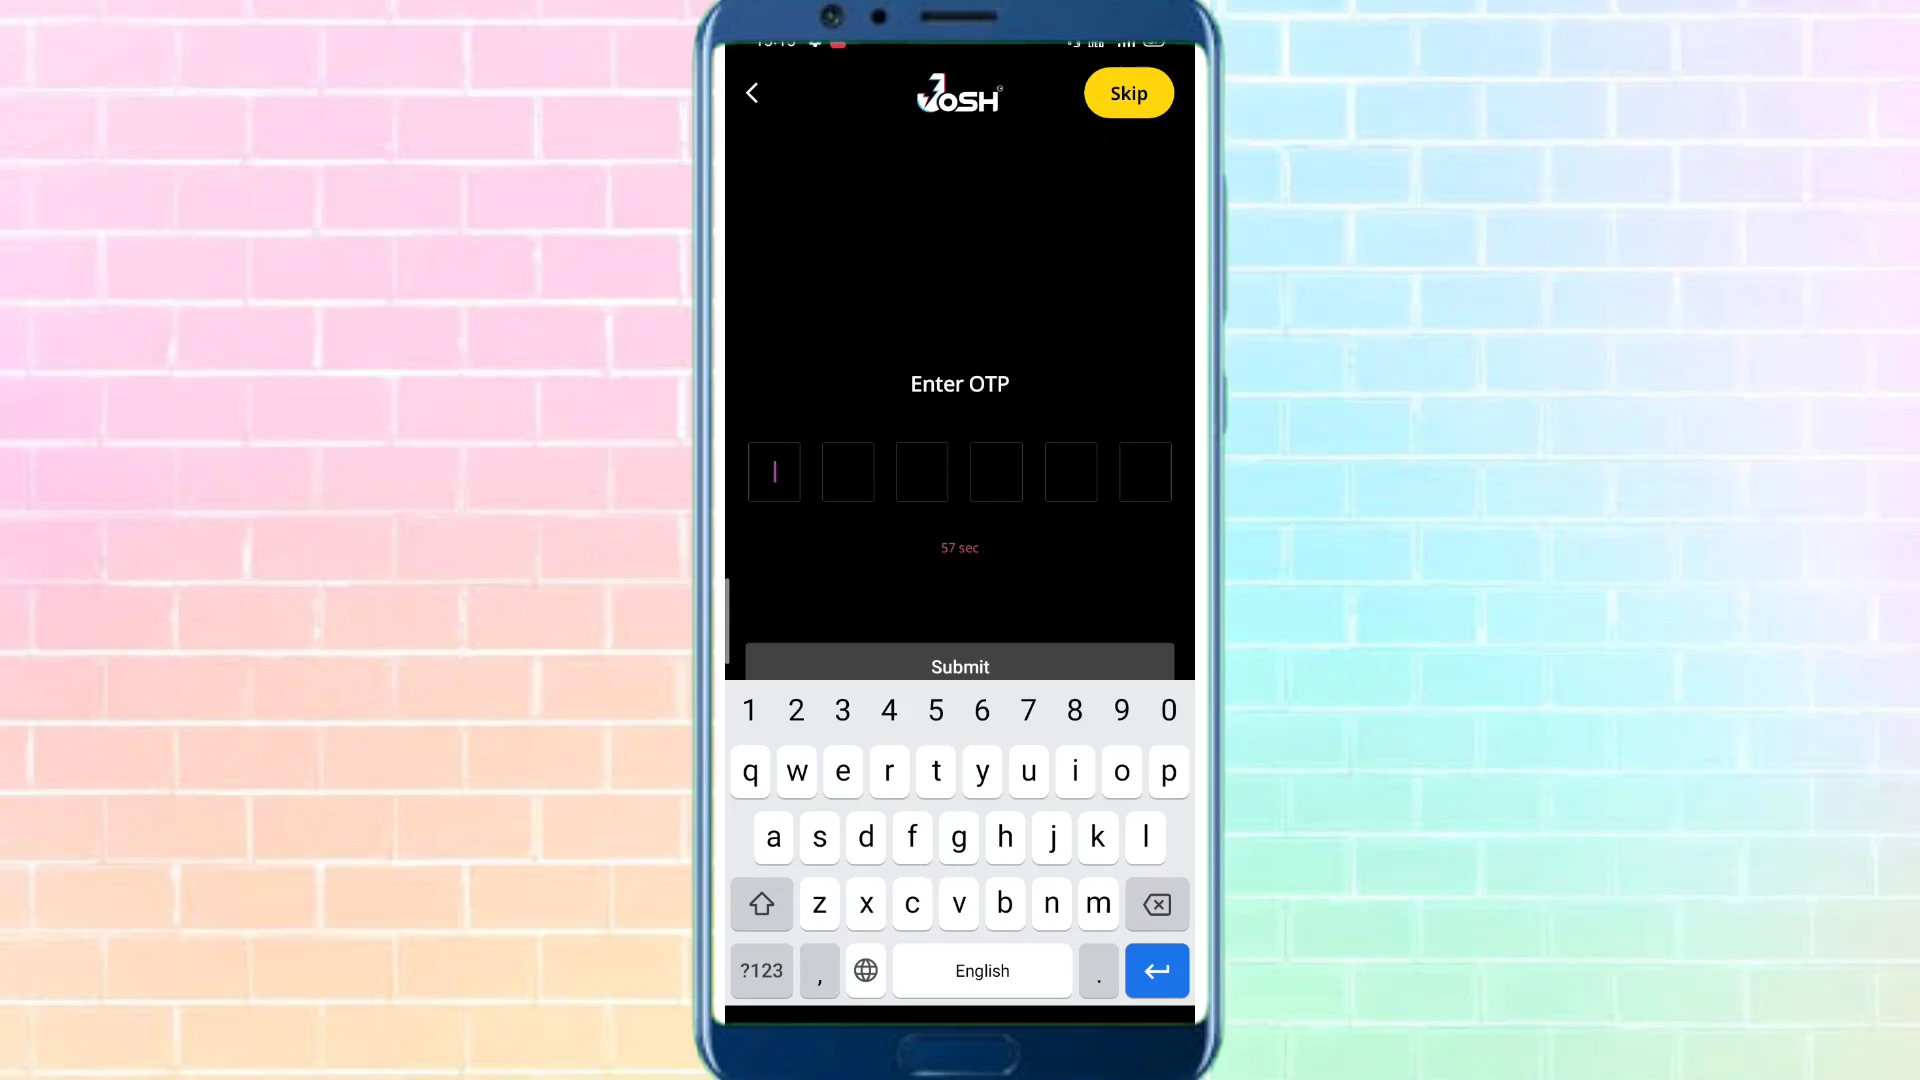 JOSH
Skip
Enter OTP
57 sec
Submit
1 2 3 4 5 6 7 8 9 0
q w e r t y u i o p
a s d f g h j k l
z x c v b n m
?123 , English .